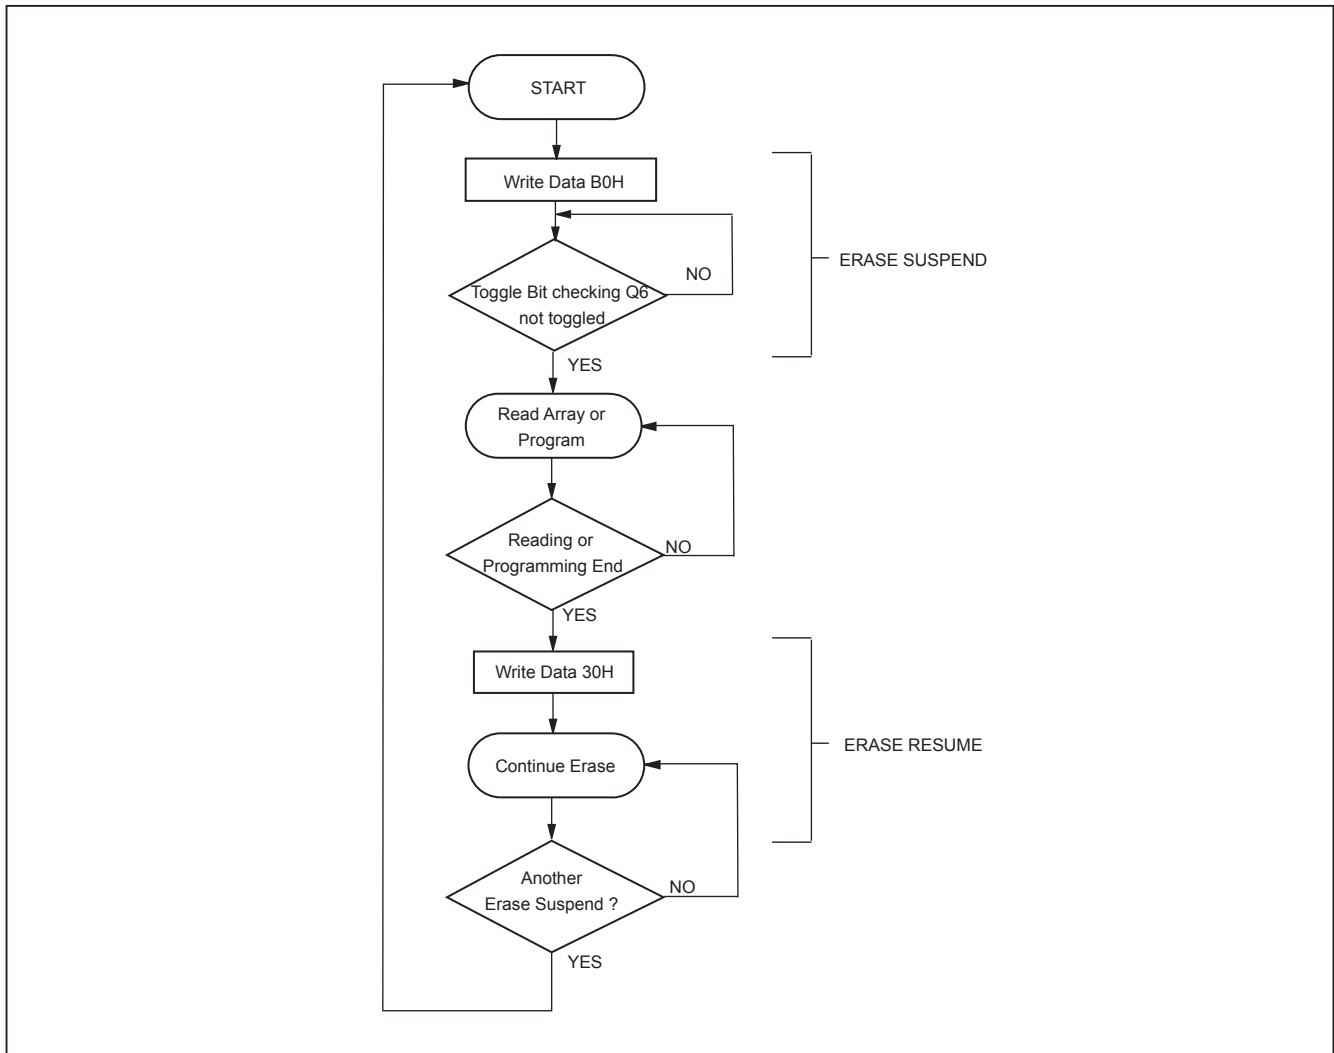 START
Write Data B0H
ERASE SUSPEND
NO
Toggle Bit checking Q6
not toggled
YES
Read Array or
Program
Reading or
NO
Programming End
YES
Write Data 30H
ERASE RESUME
Continue Erase
Another
NO
Erase Suspend ?
YES